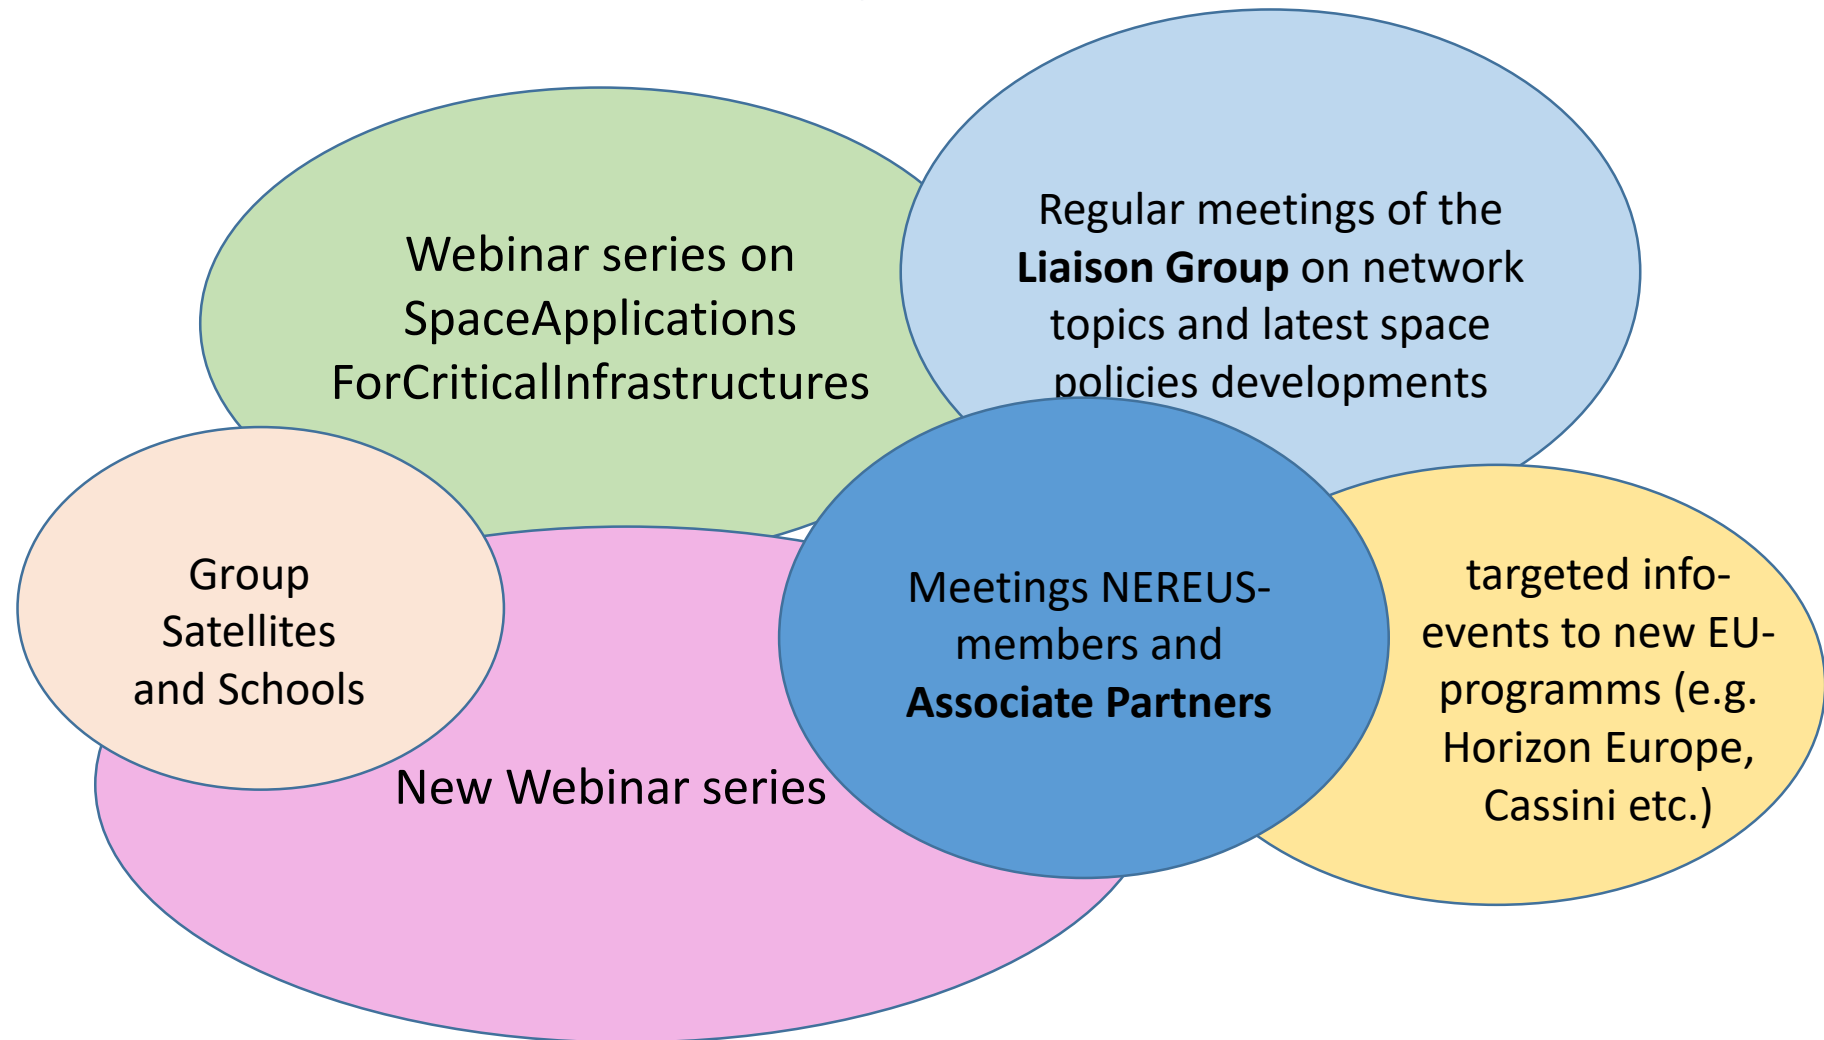 Webinar series on
SpaceApplications
ForCriticalInfrastructures
Regular meetings of the
Liaison Group on network
topics and latest space
policies developments
Group
Satellites
and Schools
Meetings NEREUS-
members and
Associate Partners
targeted info-
events to new EU-
programms (e.g.
Horizon Europe,
Cassini etc.)
New Webinar series